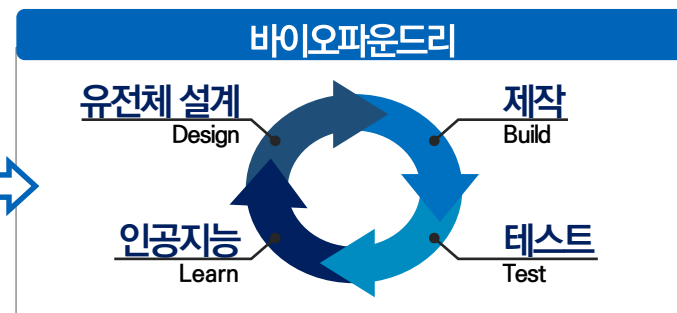 바이오파운드리
유전체 설계
Design
제작
Build
인공지능
Learn
테스트
Test